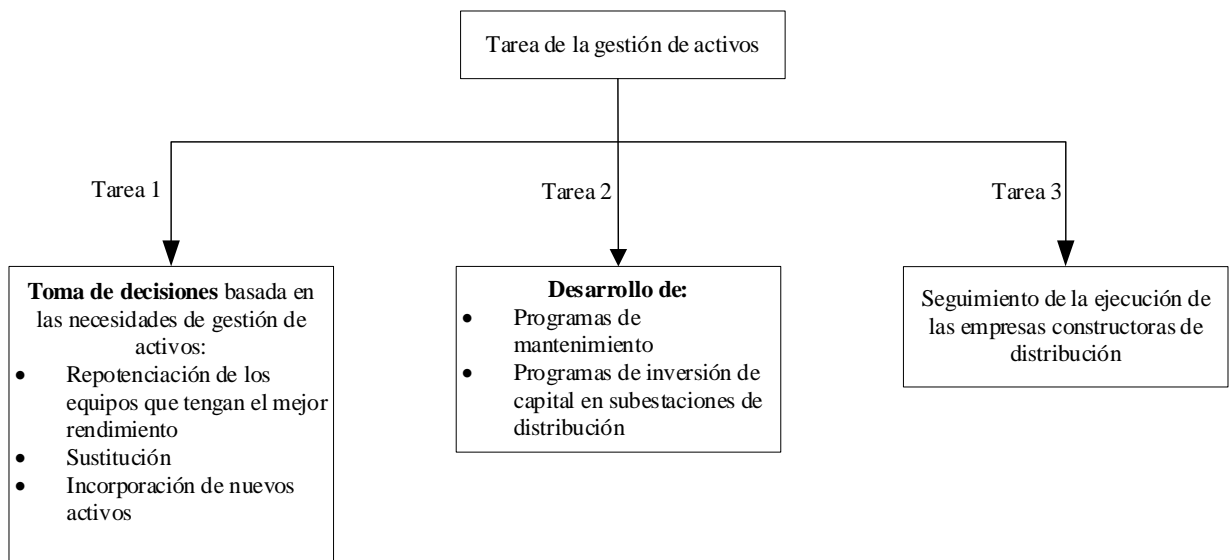 Tarea de la gestión de activos
Tarea 1
Tarea 2
Tarea 3
Toma de decisiones basada en
las necesidades de gestión de
activos:
• Repotenciación de los
equipos que tengan el mejor
rendimiento
• Sustitución
• Incorporación de nuevos
activos
Desarrollo de:
• Programas de
mantenimiento
• Programas de inversión de
capital en subestaciones de
distribución
Seguimiento de la ejecución de
las empresas constructoras de
distribución